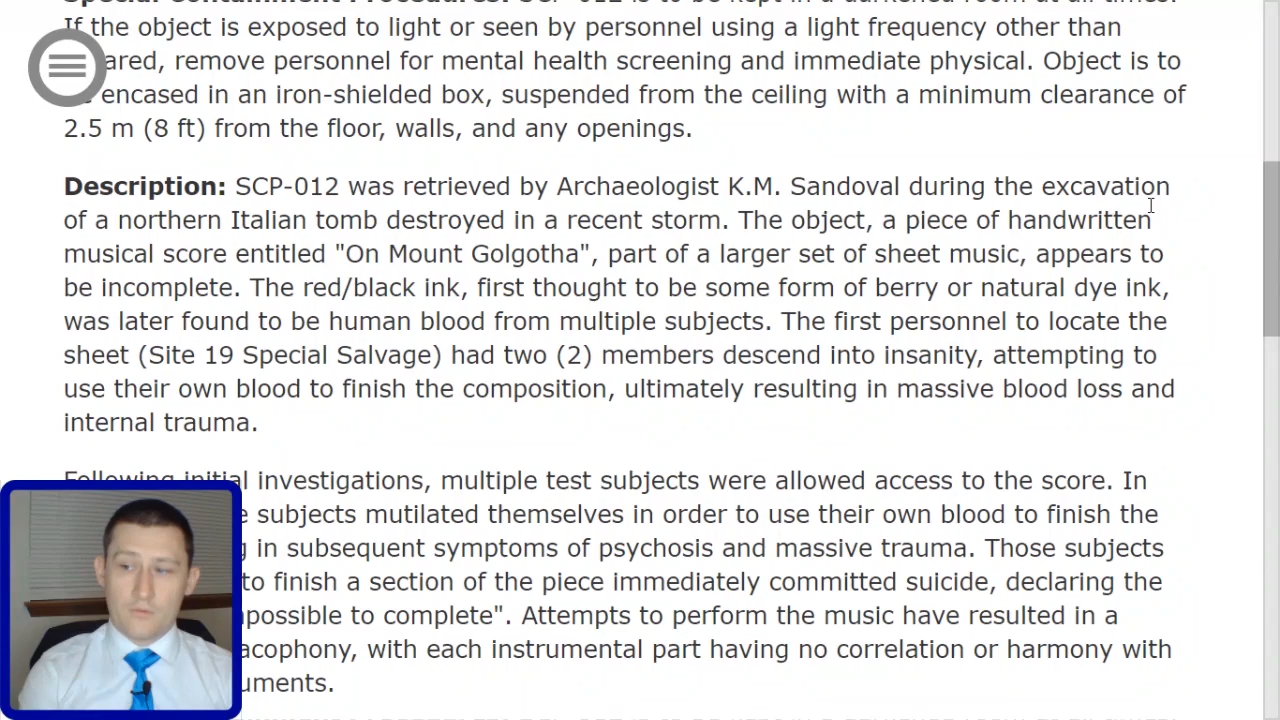 If the object is exposed to light or seen by personnel using a light frequency other than
remove personnel for mental health screening and immediate physical. Object is to
encased in an iron-shielded box, suspended from the ceiling with a minimum clearance of
2.5 m (8 ft) from the floor, walls, and any openings.
Description: SCP-012 was retrieved by Archaeologist K.M. Sandoval during the excavation
of a northern Italian tomb destroyed in a recent storm. The object, a piece of handwritten
musical score entitled "On Mount Golgotha", part of a larger set of sheet music, appears to
be incomplete. The red/black ink, first thought to be some form of berry or natural dye ink,
was later found to be human blood from multiple subjects. The first personnel to locate the
sheet (Site 19 Special Salvage) had two (2) members descend into insanity, attempting to
use their own blood to finish the composition, ultimately resulting in massive blood loss and
internal trauma.
Following initial investigations, multiple test subjects were allowed access to the score. In
subjects mutilated themselves in order to use their own blood to finish the
in subsequent symptoms of psychosis and massive trauma. Those subjects
to finish a section of the piece immediately committed suicide, declaring the
complete". Attempts to perform the music have resulted in a
with each instrumental part having no correlation or harmony with